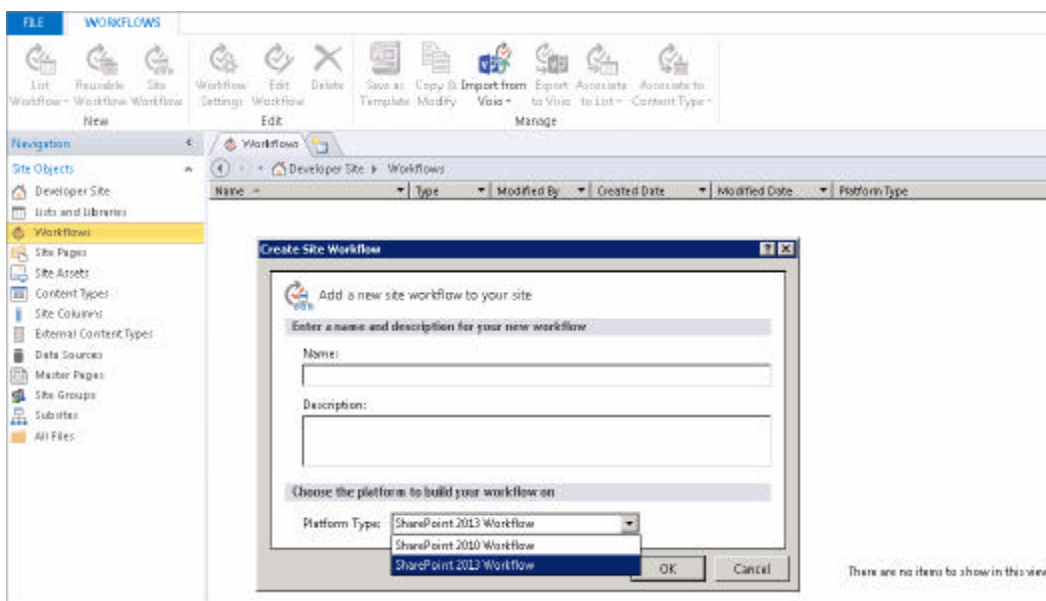 FILE WORKFLOWS
List Reusable Site Workflow Edit Delete Save as Copy & Import from Export Associate Associate to
Workflow Workflow Workflow Settings Workflow Template Modify Visio to Visio to List Content Type
New Edit Manage
Navigation < Workflows
Site Objects Developer Site Workflows
Developer Site Name Type Modified By Created Date Modified Date Platform Type
Lists and Libraries
Workflows
Site Pages
Site Assets
Content Types
Site Columns
External Content Types
Data Sources
Master Pages
Site Groups
Subsites
All Files
Create Site Workflow
Add a new site workflow to your site
Enter a name and description for your new workflow
Name:
Description:
Choose the platform to build your workflow on
Platform Type: SharePoint 2013 Workflow
SharePoint 2010 Workflow
SharePoint 2013 Workflow
OK Cancel
There are no items to show in this view